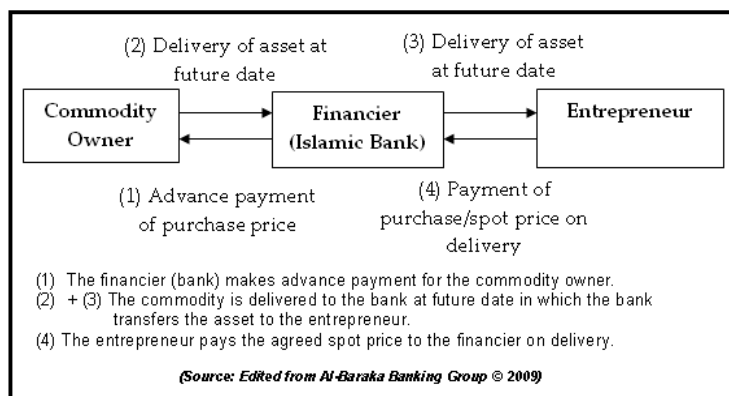 (2) Delivery of asset at
future date
(3) Delivery of asset
at future date
Commodity
Owner
Financier
(Islamic Bank)
Entrepreneur
(1) Advance payment
of purchase price
(4) Payment of
purchase/spot price on
delivery
(1) The financier (bank) makes advance payment for the commodity owner.
(2) + (3) The commodity is delivered to the bank at future date in which the bank
transfers the asset to the entrepreneur.
(4) The entrepreneur pays the agreed spot price to the financier on delivery.
(Source: Edited from Al-Baraka Banking Group © 2009)